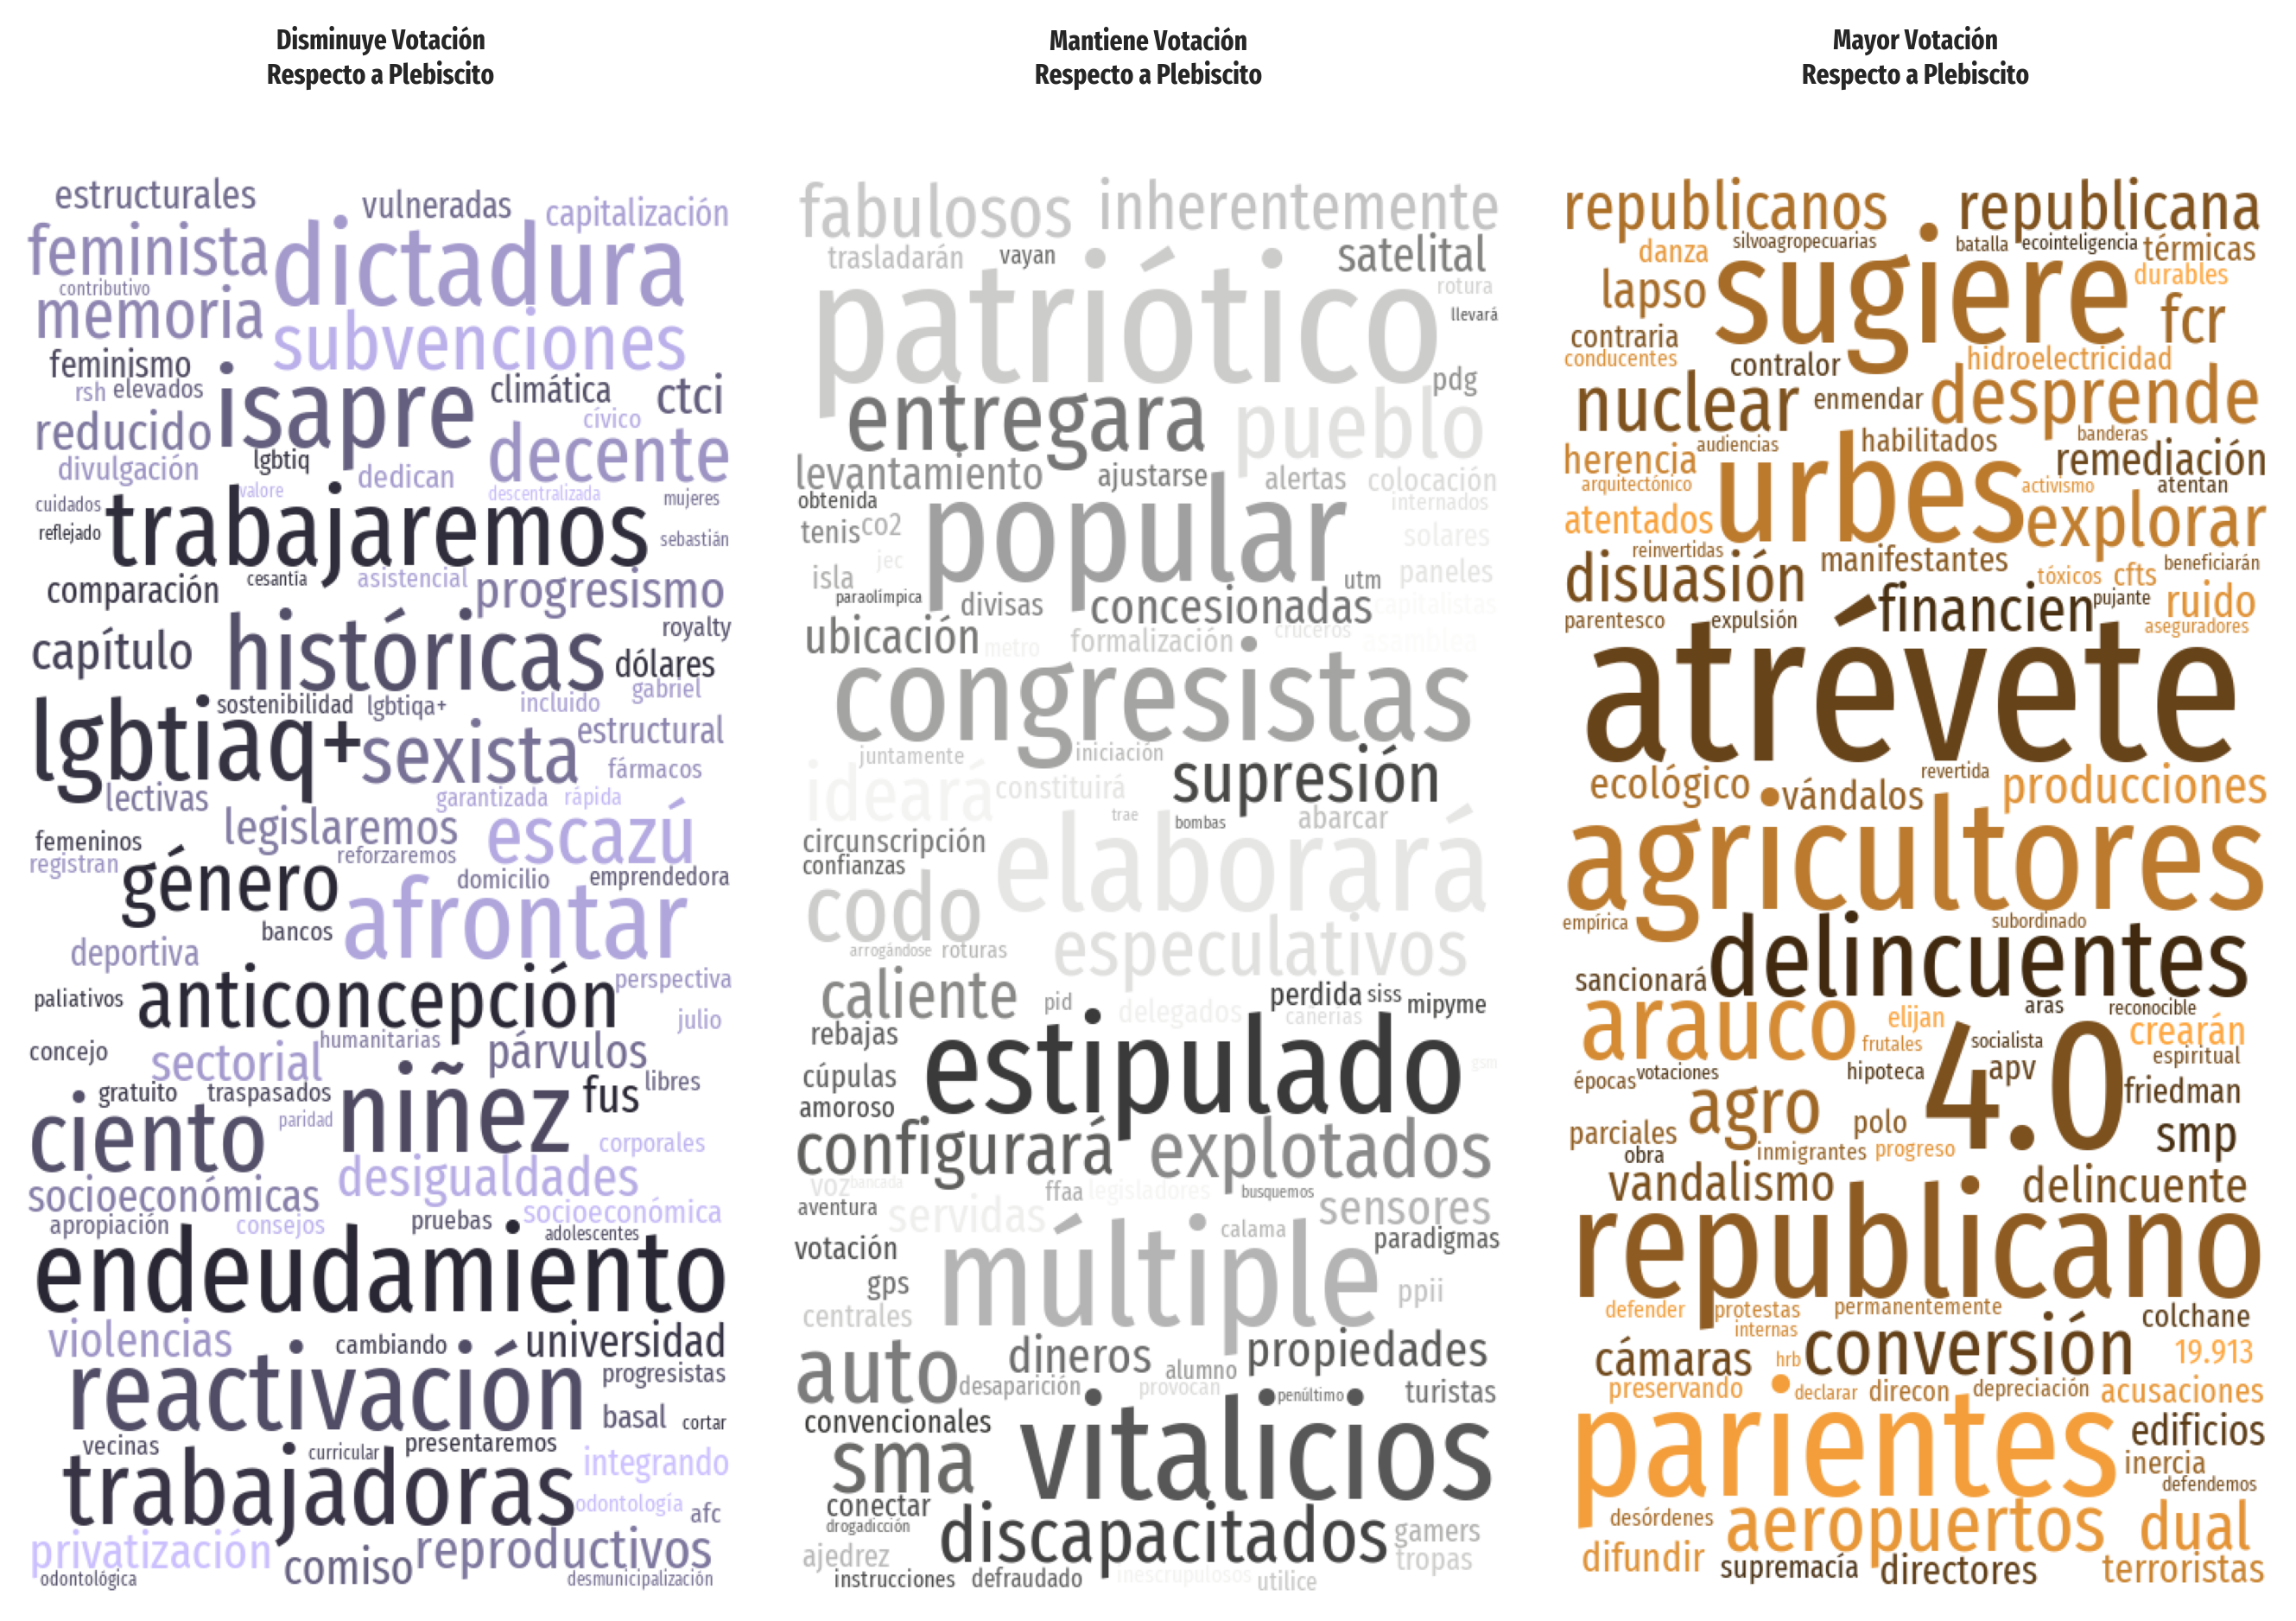 Disminuye Votación
Respecto a Plebiscito
estructurales vulneradas capitalización
feminista dictadura
contributivo
memoria subvenciones
feminismo
rsh elevados isapre climática ctci
cívico
reducido decente
divulgación lgbtiq dedican
valore descentralizada mujeres
cuidados
reflejado trabajaremos sebastián
comparación cesantía asistencial progresismo
royalty
capítulo históricas dólares
gabriel
sostenibilidad lgbtiqa+ incluido
lgbtiaq+ sexista estructural
fármacos
lectivas garantizada rápida
femeninos legislaremos escazú
registran reforzaremos
género domicilio emprendedora
afrontar
bancos
deportiva
anticoncepción perspectiva
paliativos
julio
humanitarias
concejo sectorial párvulos
gratuito traspasados niñez fus libres
ciento paridad
corporales
socioeconómicas desigualdades
apropiación consejos pruebas socioeconómica
adolescentes
endeudamiento
violencias cambiando universidad
reactivación progresistas
basal cortar
vecinas curricular presentaremos
trabajadoras integrando
odontología afc
privatización comiso reproductivos
odontológica desmunicipalización
Mantiene Votación
Respecto a Plebiscito
fabulosos inherentemente
trasladarán vayan satelital
patriótico rotura
llevará
pdg
entregara pueblo
levantamiento ajustarse alertas colocación
obtenida internados
tenis co2 popular solares
jec
isla utm paneles
paraolímpica divisas concesionadas capitalistas
ubicación metro formalización cruceros asamblea
congresistas
juntamente iniciación
ideará constituirá supresión
trae bombas abarcar
circunscripción elaborará
confianzas
codo
arrogándose roturas especulativos
caliente pid delegados perdida siss mipyme
cañerías
rebajas
cúpulas estipulado gsm
amoroso
configurará explotados
voz bancada ffaa legisladores busquemos
aventura servidas sensores
calama
votación múltiple paradigmas
gps ppii
centrales
auto dineros alumno propiedades
desaparición provocan penúltimo turistas
convencionales
sma vitalicios
conectar
drogadicción discapacitados gamers
ajedrez tropas
instrucciones defraudado inescrupulosos utilice
Mayor Votación
Respecto a Plebiscito
republicanos republicana
danza silvoagropecuarias batalla ecointeligencia térmicas
lapso sugiere durables
fcr
contraria
conducentes contralor hidroelectricidad
nuclear enmendar desprende
audiencias habilitados banderas
herencia urbes remediación
arquitectónico activismo atentan
atentados explorar
reinvertidas manifestantes beneficiarán
disuasión tóxicos cfts
financien pujante ruido
parentesco expulsión aseguradores
atrévete
ecológico revertida producciones
vándalos
agricultores
empírica subordinado
sancionará delincuentes
arauco elijan aras reconocible
frutales socialista crearán
espiritual
épocas votaciones hipoteca 4.0 apv
friedman
agro polo
parciales smp
obra inmigrantes progreso
vandalismo delincuente
republicano
defender protestas permanentemente colchane
internas
cámaras hrb conversión 19.913
preservando declarar direcon depreciación acusaciones
parientes edificios
inercia
defendemos
desórdenes aeropuertos dual
difundir supremacía directores terroristas